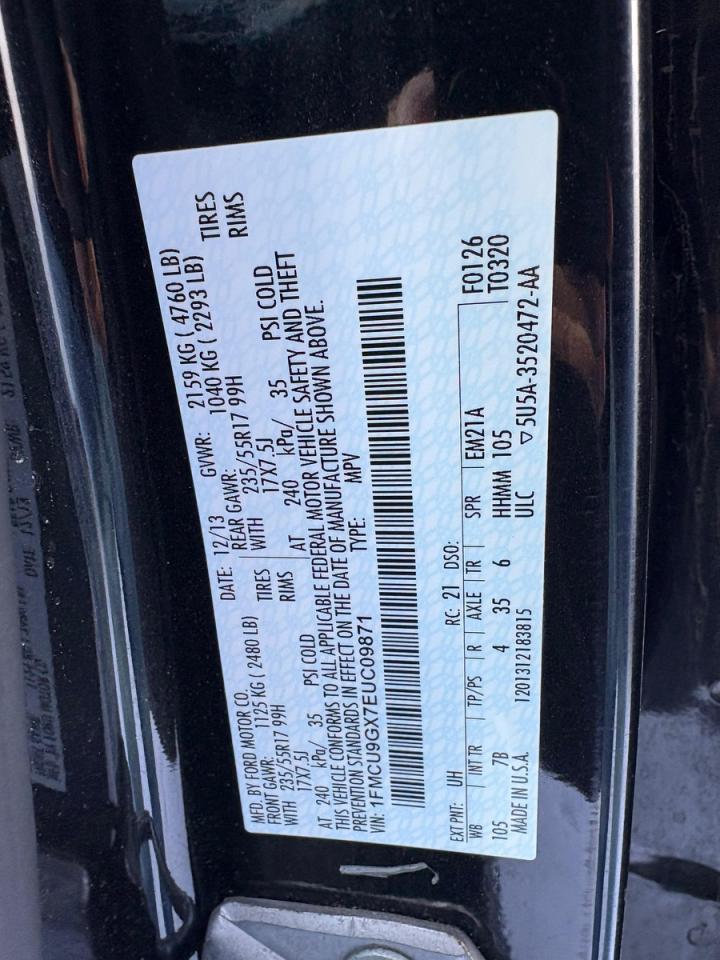 MFD. BY FORD MOTOR CO.
DATE: 12/13 GVWR: 2159 KG ( 4760 LB)
FRONT GAWR: 1125 KG ( 2480 LB) REAR GAWR: 1040 KG ( 2293 LB)
WITH 235/55R17 99H TIRES WITH 235/55R17 99H TIRES
17X7.5J RIMS 17X7.5J RIMS
AT 240 kPa/ 35 PSI COLD AT 240 kPa/ 35 PSI COLD
THIS VEHICLE CONFORMS TO ALL APPLICABLE FEDERAL MOTOR VEHICLE SAFETY AND THEFT
PREVENTION STANDARDS IN EFFECT ON THE DATE OF MANUFACTURE SHOWN ABOVE.
VIN: 1FMCU9GX7EUC09871 TYPE: MPV
EXT PNT: UH RC: 21 DSO: F0126
WB INT TR TP/PS R AXLE TR SPR EM21A T0320
105 7B 4 35 6 HHMM 105
MADE IN U.S.A. 1201312183815 ULC ▽5U5A-3520472-AA